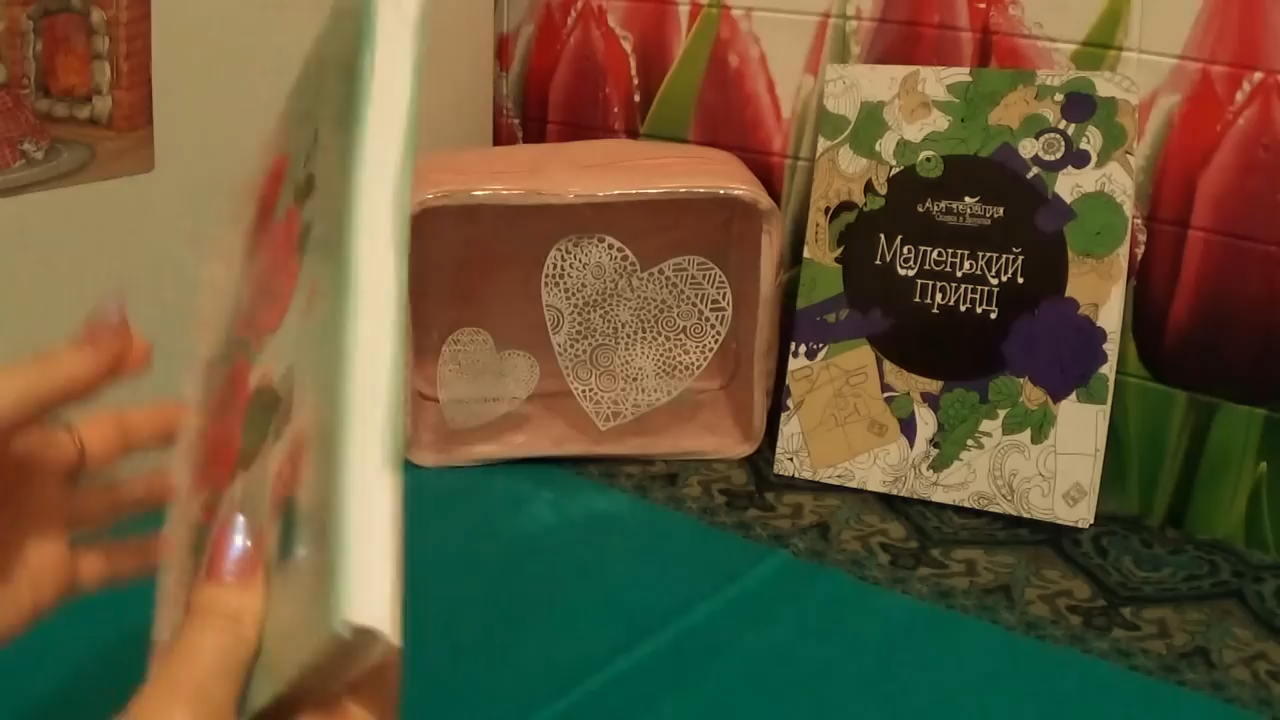 Арт-терапия
Маленький
принц